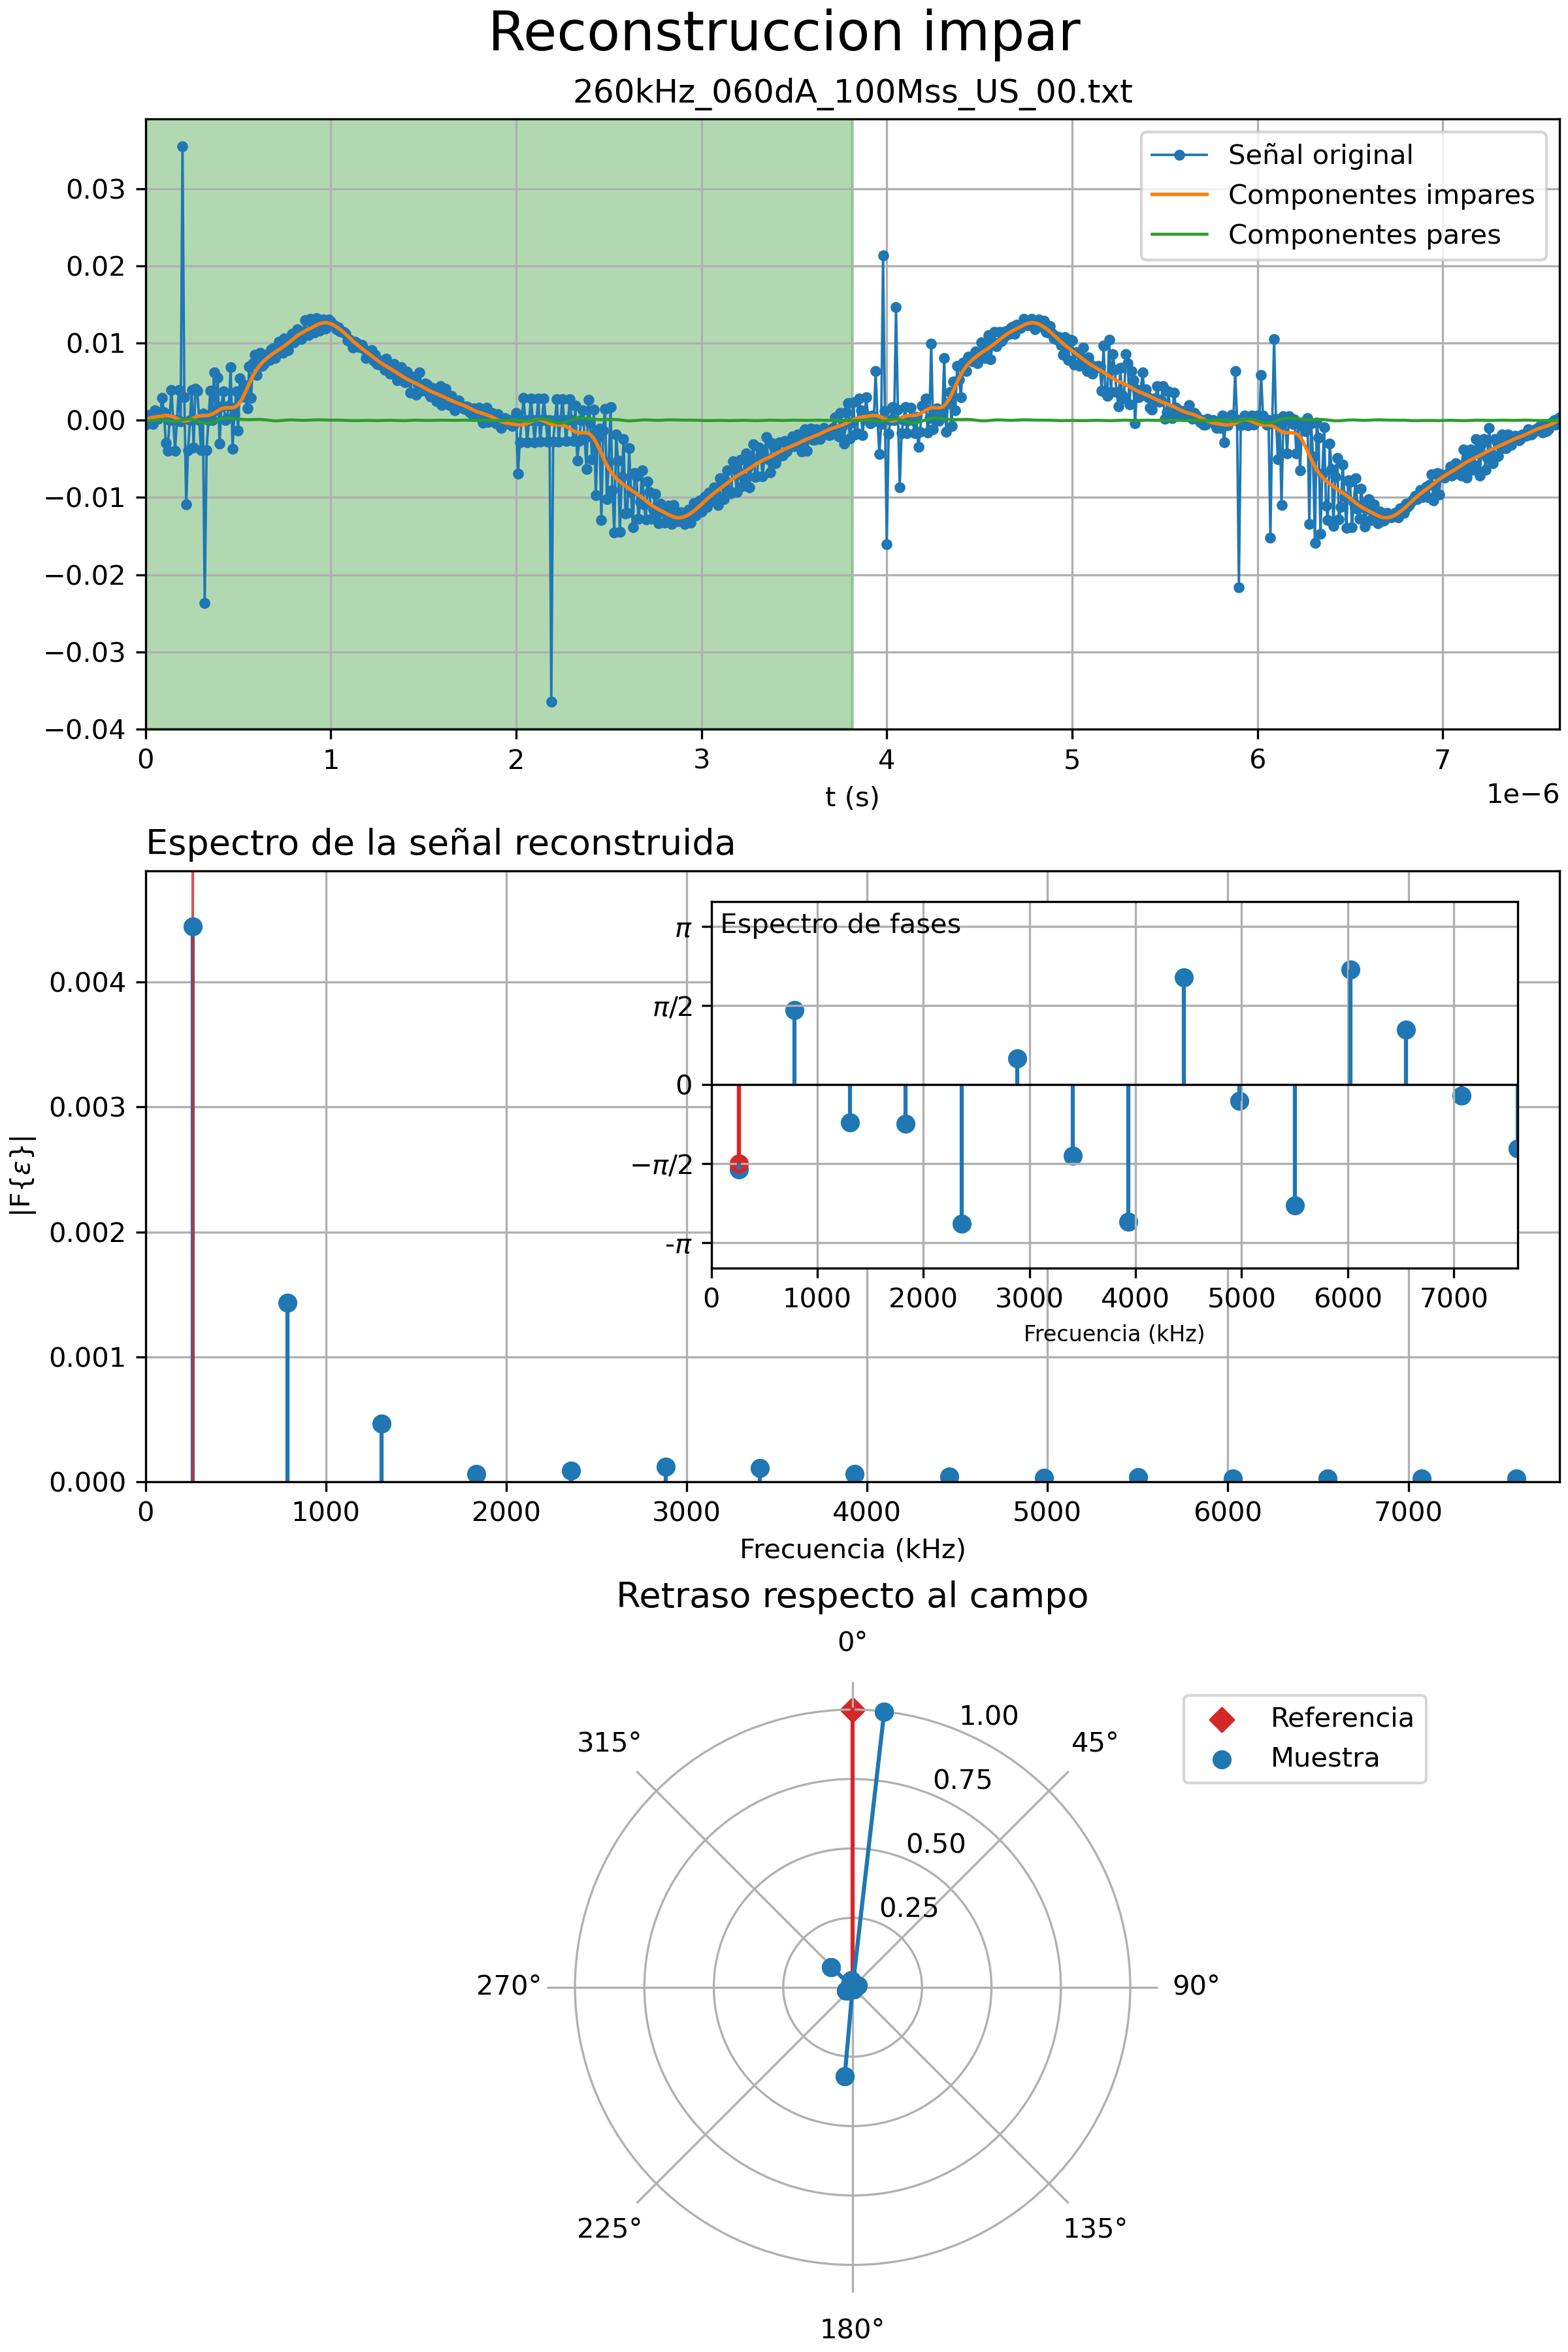 Reconstruccion impar
260kHz_060dA_100Mss_US_00.txt
Señal original
Componentes impares
Componentes pares
0.03
0.02
0.01
0.00
−0.01
−0.02
−0.03
−0.04
0 1 2 3 4 5 6 7
t (s)
1e−6
Espectro de la señal reconstruida
|F{ε}|
0.004
0.003
0.002
0.001
0.000
0 1000 2000 3000 4000 5000 6000 7000
Frecuencia (kHz)
Espectro de fases
π
π/2
0
−π/2
-π
0 1000 2000 3000 4000 5000 6000 7000
Frecuencia (kHz)
Retraso respecto al campo
0°
45°
90°
135°
180°
225°
270°
315°
1.00
0.75
0.50
0.25
Referencia
Muestra